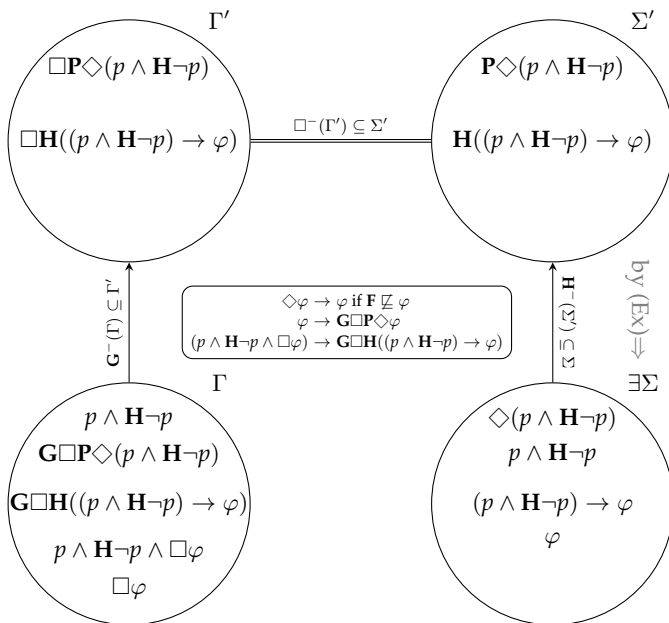 Γ′
Σ′
□P◇(p ∧ H¬p)
P◇(p ∧ H¬p)
□H((p ∧ H¬p) → φ)
□⁻(Γ′) ⊆ Σ′
H((p ∧ H¬p) → φ)
G⁻(Γ) ⊆ Γ′
◇φ → φ if F ⋢ φ
φ → G□P◇φ
(p ∧ H¬p ∧ □φ) → G□H((p ∧ H¬p) → φ)
H⁻(Σ′) ⊆ Σ
by (Ex)⇒
Γ
∃Σ
p ∧ H¬p
G□P◇(p ∧ H¬p)
G□H((p ∧ H¬p) → φ)
p ∧ H¬p ∧ □φ
□φ
◇(p ∧ H¬p)
p ∧ H¬p
(p ∧ H¬p) → φ
φ